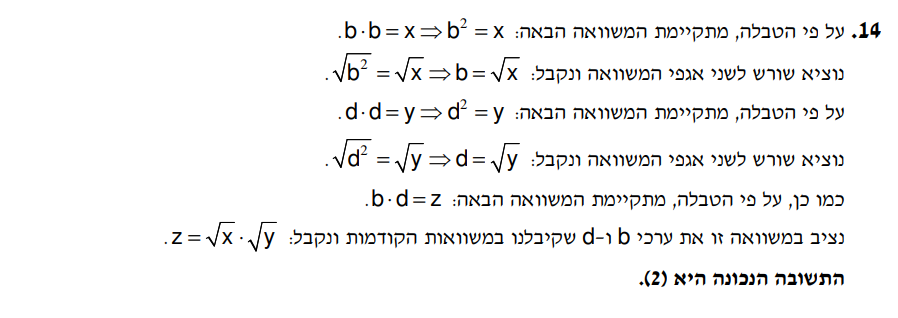 14. על פי הטבלה, מתקיימת המשוואה הבאה: b·b = x ⇒ b² = x.
נוציא שורש לשני אגפי המשוואה ונקבל: √b² = √x ⇒ b = √x.
על פי הטבלה, מתקיימת המשוואה הבאה: d·d = y ⇒ d² = y.
נוציא שורש לשני אגפי המשוואה ונקבל: √d² = √y ⇒ d = √y.
כמו כן, על פי הטבלה, מתקיימת המשוואה הבאה: b·d = z.
נציב במשוואה זו את ערכי b ו-d שקיבלנו במשוואות הקודמות ונקבל: z = √x · √y.
התשובה הנכונה היא (2).